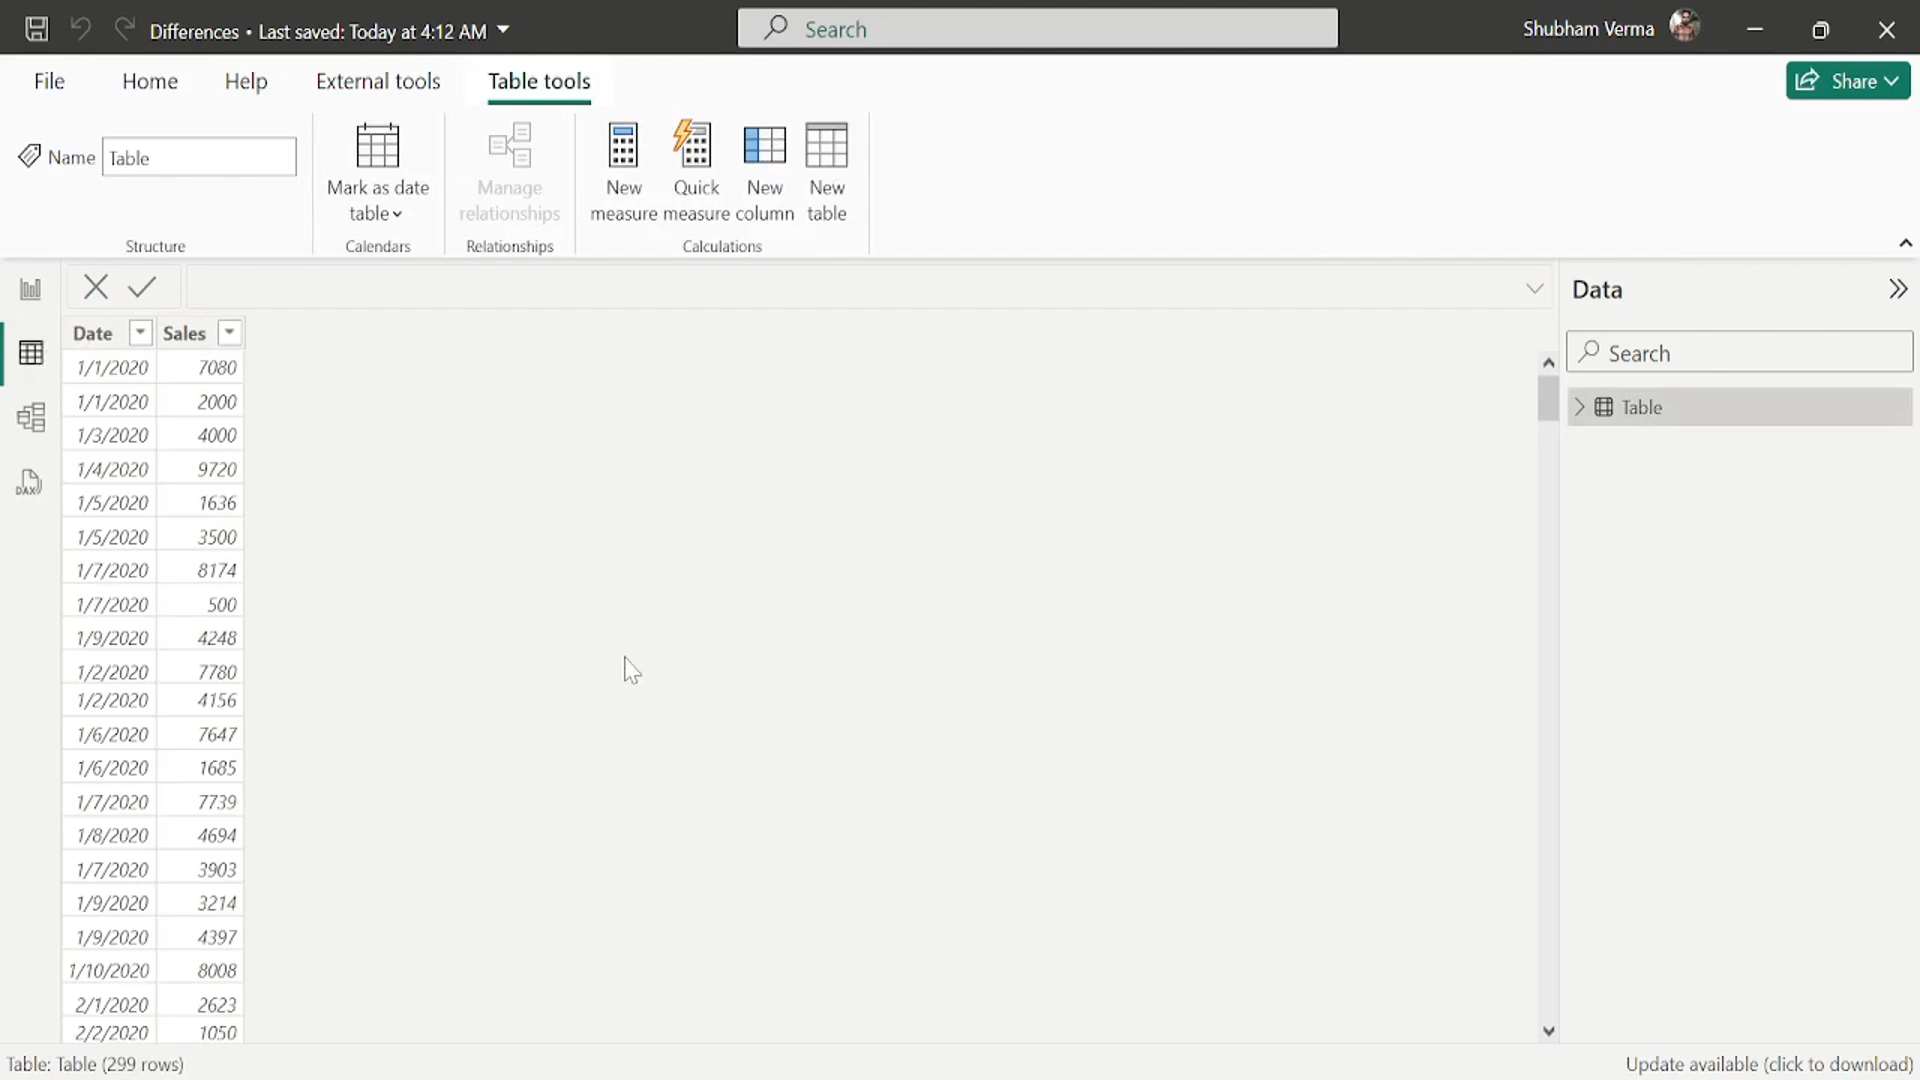 Differences • Last saved: Today at 4:12 AM
Search
Shubham Verma
File Home Help External tools Table tools
Share
Name Table
Mark as date table
Manage relationships
New measure
Quick measure
New column
New table
Structure Calendars Relationships Calculations
Data
Search
Table
Date Sales
1/1/2020 7080
1/1/2020 2000
1/3/2020 4000
1/4/2020 9720
1/5/2020 1636
1/5/2020 3500
1/7/2020 8174
1/7/2020 500
1/9/2020 4248
1/2/2020 7780
1/2/2020 4156
1/6/2020 7647
1/6/2020 1685
1/7/2020 7739
1/8/2020 4694
1/7/2020 3903
1/9/2020 3214
1/9/2020 4397
1/10/2020 8008
2/1/2020 2623
2/2/2020 1050
DAX
Table: Table (299 rows)
Update available (click to download)